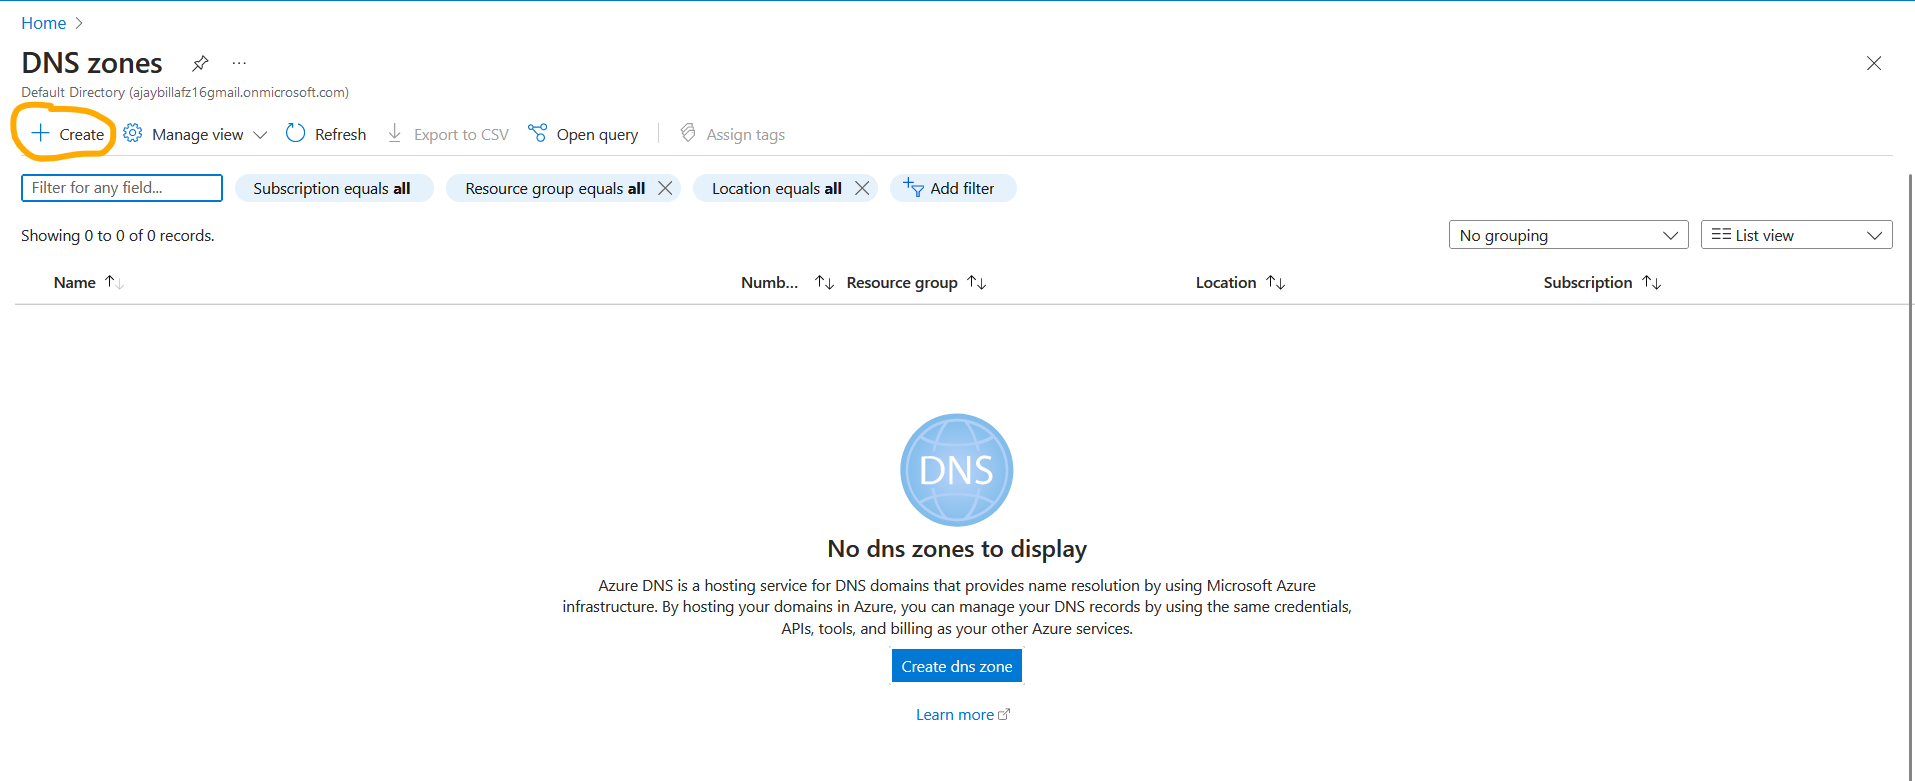 Home
DNS zones
Default Directory (ajaybillafz16gmail.onmicrosoft.com)
Create Manage view Refresh Export to CSV Open query Assign tags
Filter for any field... Subscription equals all Resource group equals all Location equals all Add filter
Showing 0 to 0 of 0 records. No grouping List view
Name Numb... Resource group Location Subscription
DNS
No dns zones to display
Azure DNS is a hosting service for DNS domains that provides name resolution by using Microsoft Azure
infrastructure. By hosting your domains in Azure, you can manage your DNS records by using the same credentials,
APIs, tools, and billing as your other Azure services.
Create dns zone
Learn more